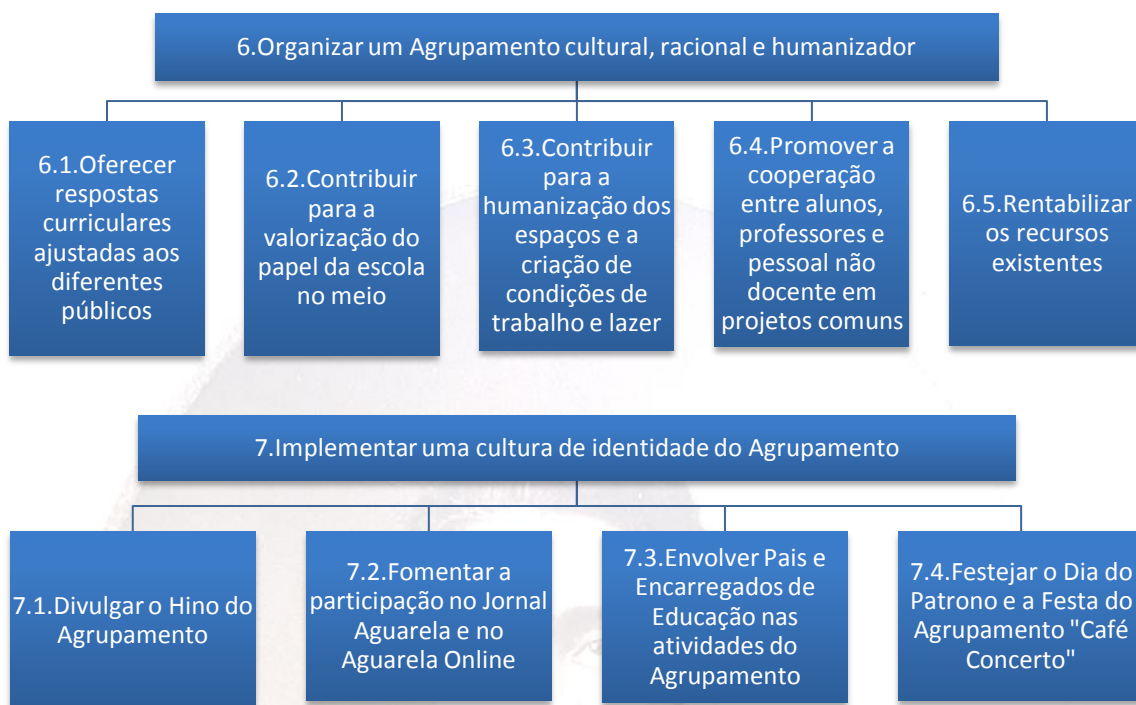 6.Organizar um Agrupamento cultural, racional e humanizador
6.1.Oferecer
respostas
curriculares
ajustadas aos
diferentes
públicos
6.2.Contribuir
para a
valorização do
papel da escola
no meio
6.3.Contribuir
para a
humanização dos
espaços e a
criação de
condições de
trabalho e lazer
6.4.Promover a
cooperação
entre alunos,
professores e
pessoal não
docente em
projetos comuns
6.5.Rentabilizar
os recursos
existentes
7.Implementar uma cultura de identidade do Agrupamento
7.1.Divulgar o Hino do
Agrupamento
7.2.Fomentar a
participação no Jornal
Aguarela e no
Aguarela Online
7.3.Envolver Pais e
Encarregados de
Educação nas
atividades do
Agrupamento
7.4.Festejar o Dia do
Patrono e a Festa do
Agrupamento "Café
Concerto"